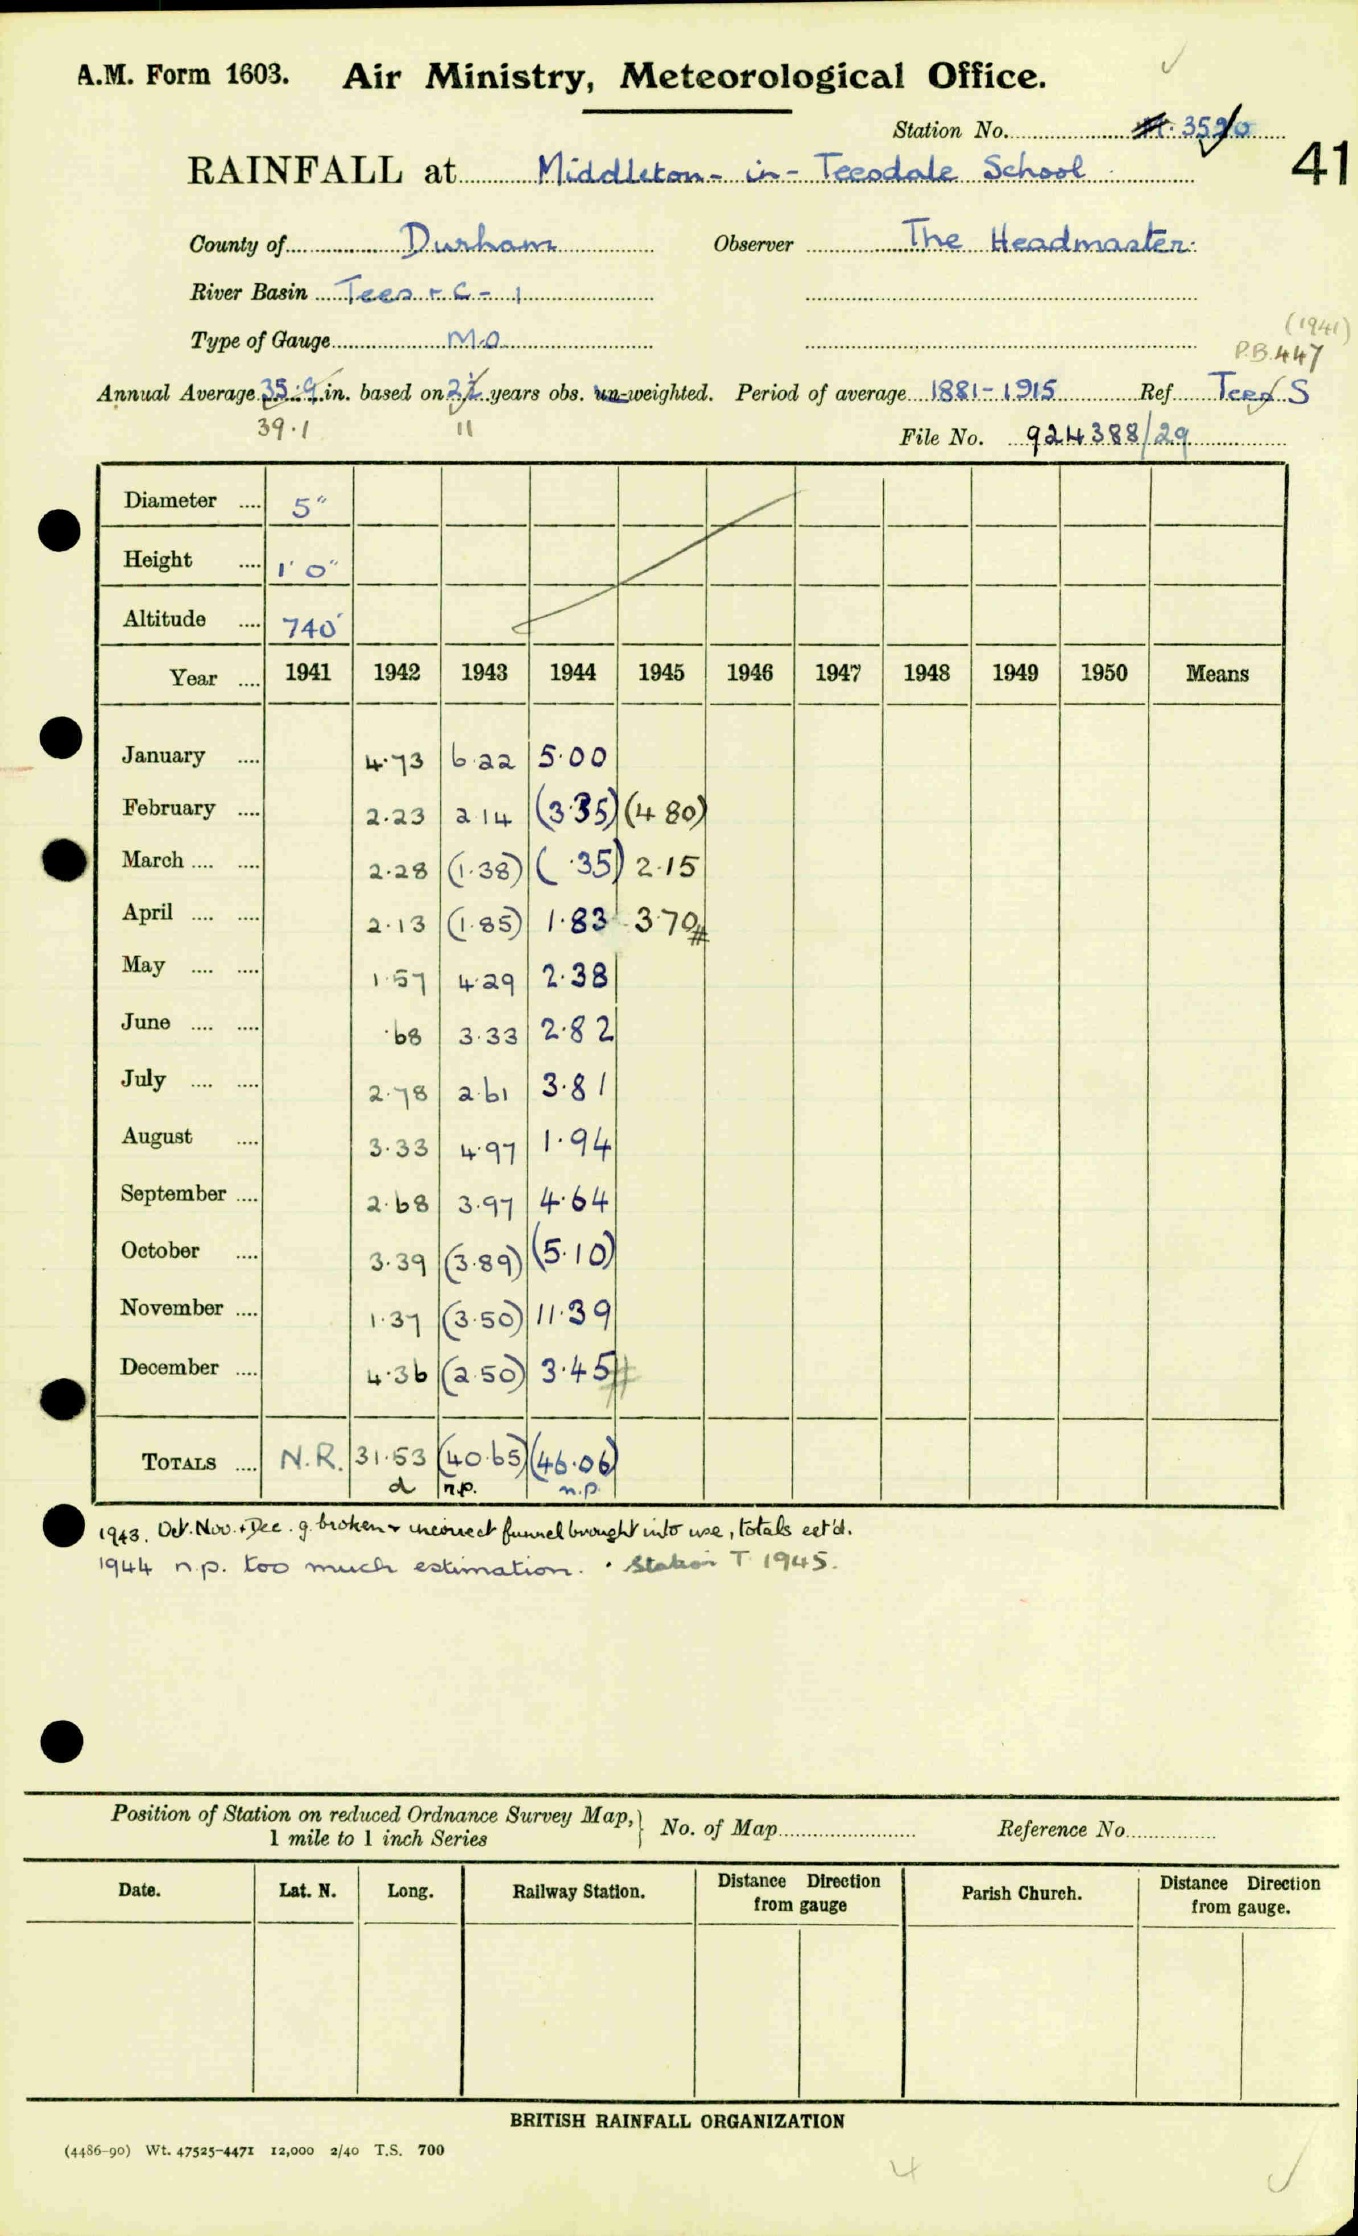 A.M. Form 1603. Air Ministry, Meteorological Office.
Station No. 3590
41
RAINFALL at Middleton-in-Teesdale School
County of Durham Observer The Headmaster
River Basin Tees - C - 1
Type of Gauge M.O.
(1941)
P.B. 447
Annual Average 35.9 in. based on years obs. un-weighted. Period of average 1881-1915 Ref Tees S
39.1 11
File No. 924388/29
Diameter .... 5"
Height .... 1' 0"
Altitude .... 740'
Year .... 1941 1942 1943 1944 1945 1946 1947 1948 1949 1950 Means
January .... 4.73 6.22 5.00
February .... 2.23 2.14 (3.35) (4.80)
March .... .... 2.28 (1.38) (.35) 2.15
April .... .... 2.13 (1.85) 1.83 3.70#
May .... .... 1.57 4.29 2.38
June .... .... .68 3.33 2.82
July .... .... 2.78 2.61 3.81
August .... 3.33 4.97 1.94
September .... 2.68 3.97 4.64
October .... 3.39 (3.89) (5.10)
November .... 1.37 (3.50) 11.39
December .... 4.36 (2.50) 3.45#
TOTALS .... N.R. 31.53 (40.65) (46.06)
d n.p. n.p.
1943. Oct. Nov. + Dec. g. broken + incorrect funnel brought into use, totals est'd.
1944 n.p. too much estimation. Station T 1945.
Position of Station on reduced Ordnance Survey Map, } No. of Map Reference No.
1 mile to 1 inch Series
Date. Lat. N. Long. Railway Station. Distance Direction from gauge Parish Church. Distance Direction from gauge.
BRITISH RAINFALL ORGANIZATION
(4486-90) Wt. 47525-4471 12,000 2/40 T.S. 700
4